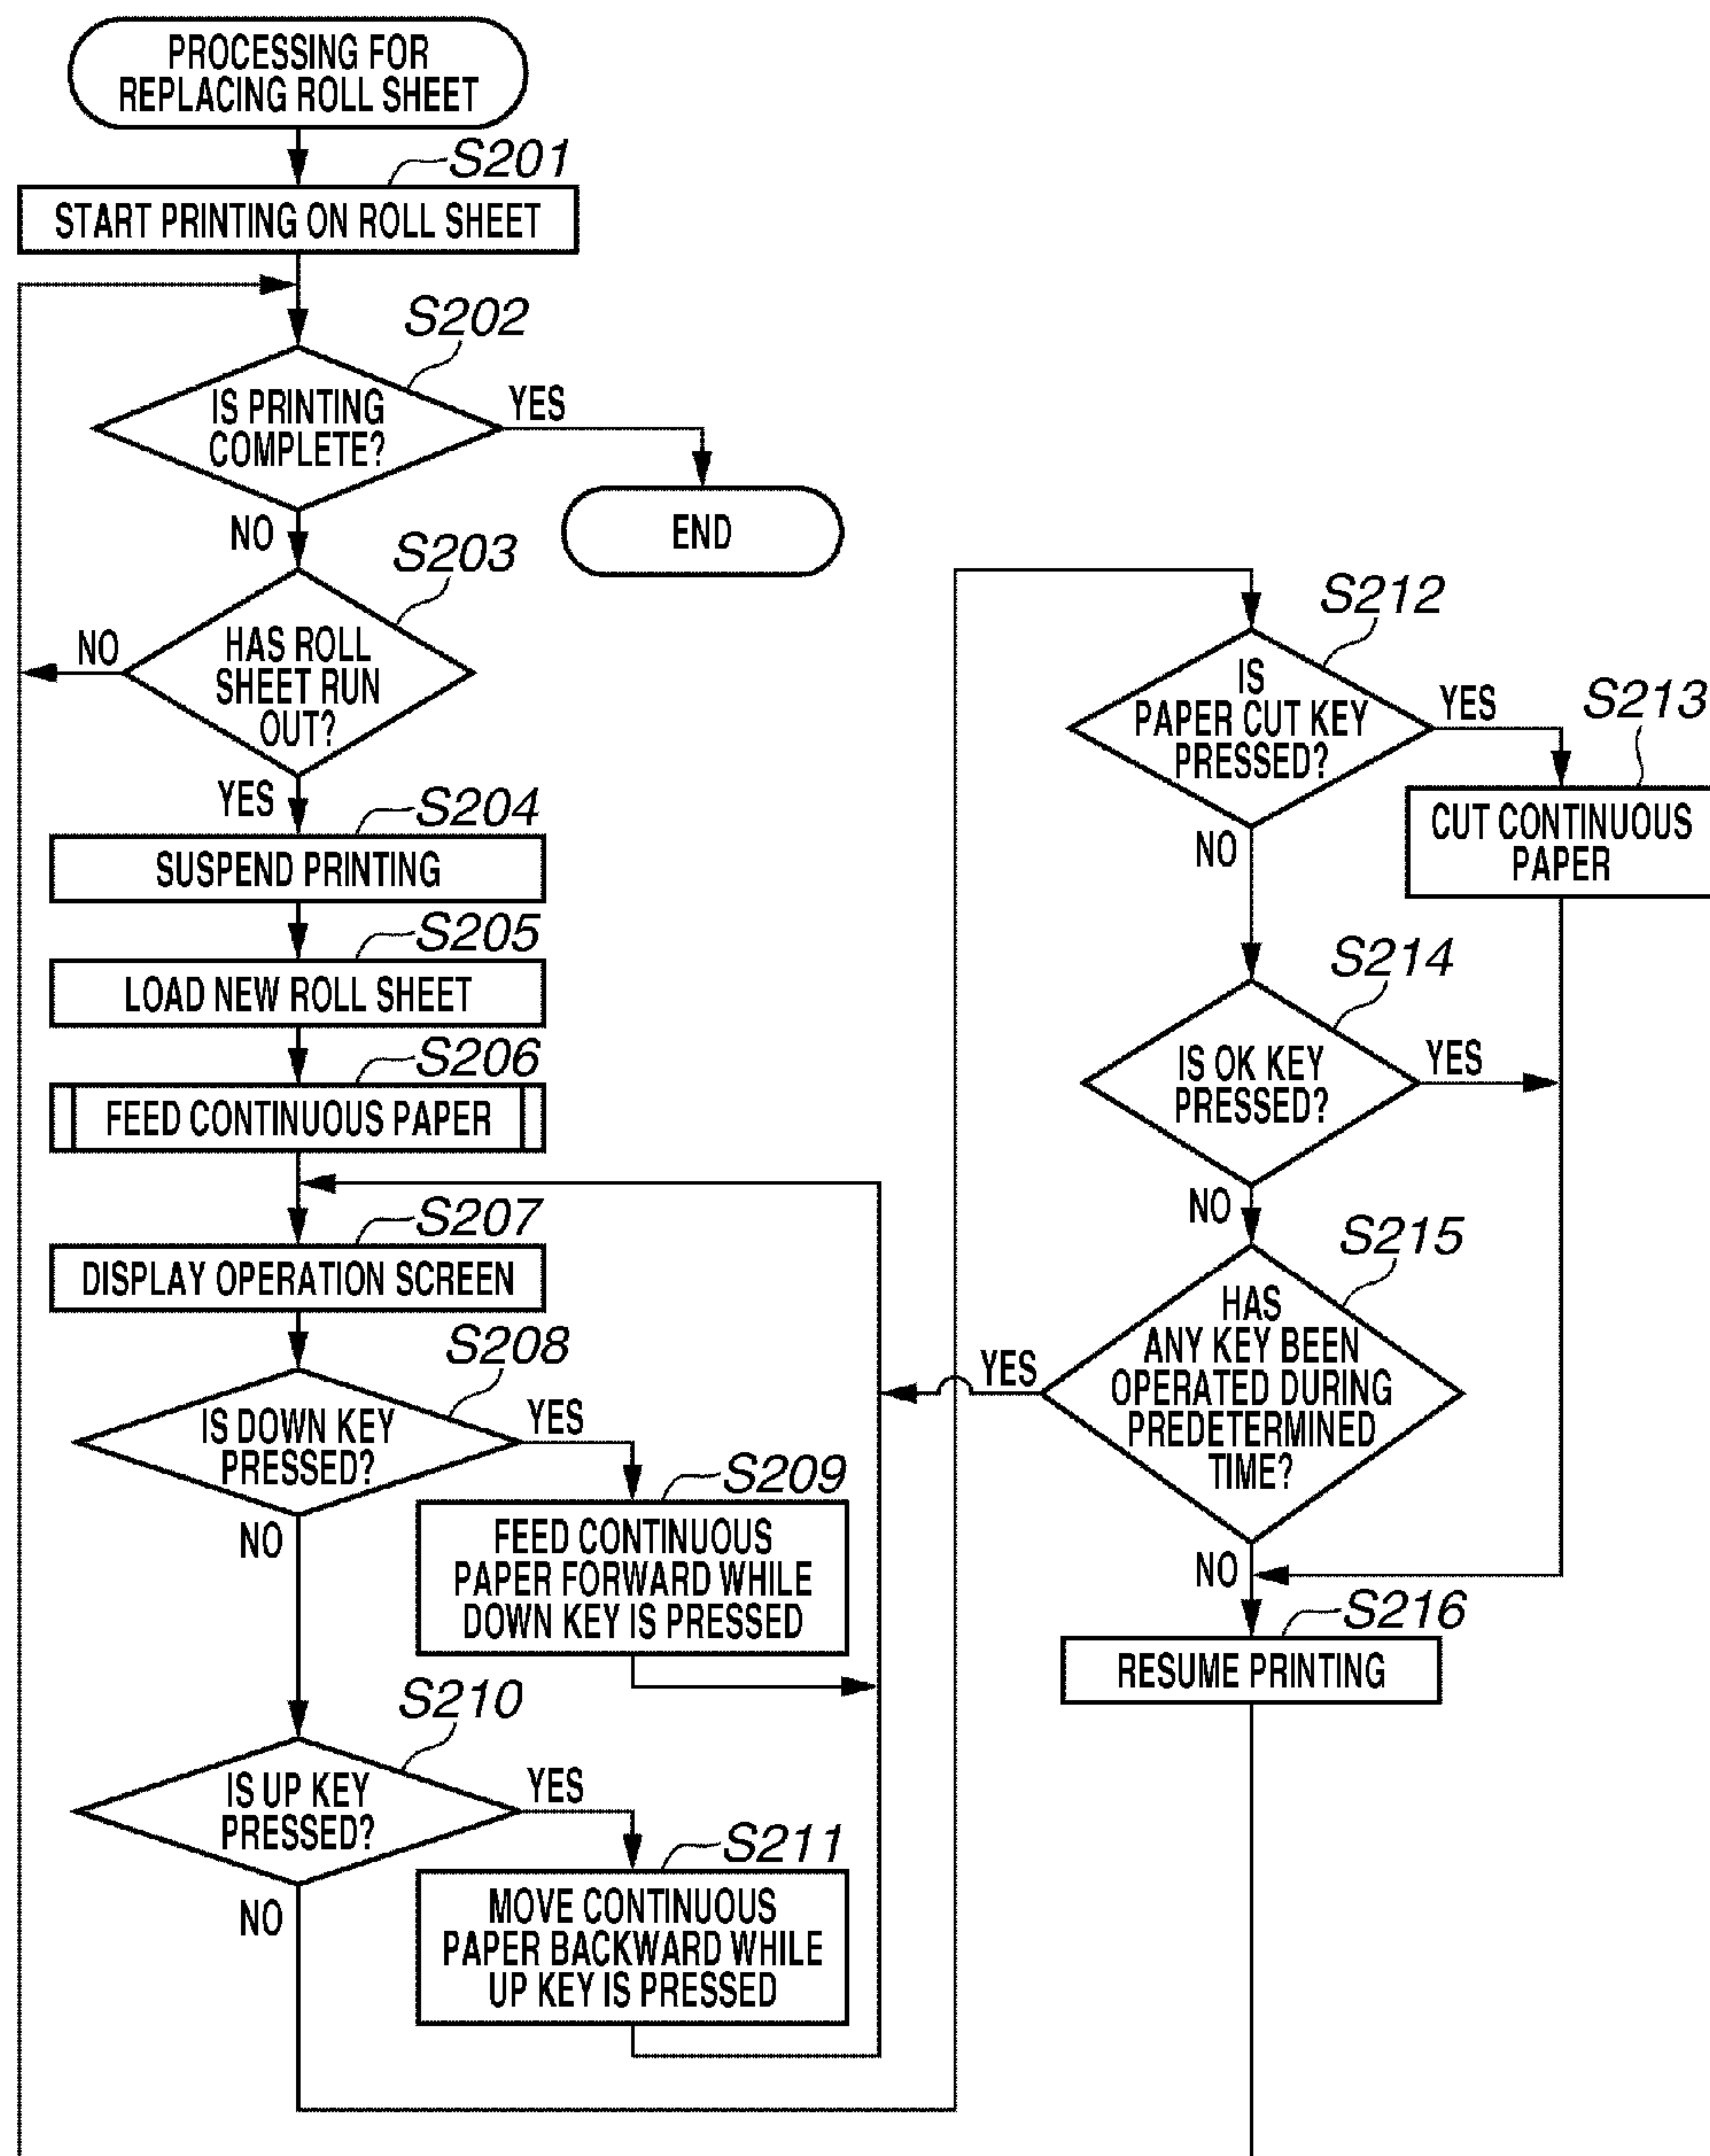 PROCESSING FOR
REPLACING ROLL SHEET
S201
START PRINTING ON ROLL SHEET
S202
IS PRINTING
COMPLETE?
YES
END
NO
S203
HAS ROLL
SHEET RUN
OUT?
NO
YES
S204
SUSPEND PRINTING
S205
LOAD NEW ROLL SHEET
S206
FEED CONTINUOUS PAPER
S207
DISPLAY OPERATION SCREEN
S208
IS DOWN KEY
PRESSED?
YES
NO
S209
FEED CONTINUOUS
PAPER FORWARD WHILE
DOWN KEY IS PRESSED
S210
IS UP KEY
PRESSED?
YES
NO
S211
MOVE CONTINUOUS
PAPER BACKWARD WHILE
UP KEY IS PRESSED
S212
IS
PAPER CUT KEY
PRESSED?
YES
NO
S213
CUT CONTINUOUS
PAPER
S214
IS OK KEY
PRESSED?
YES
NO
S215
HAS
ANY KEY BEEN
OPERATED DURING
PREDETERMINED
TIME?
YES
NO
S216
RESUME PRINTING